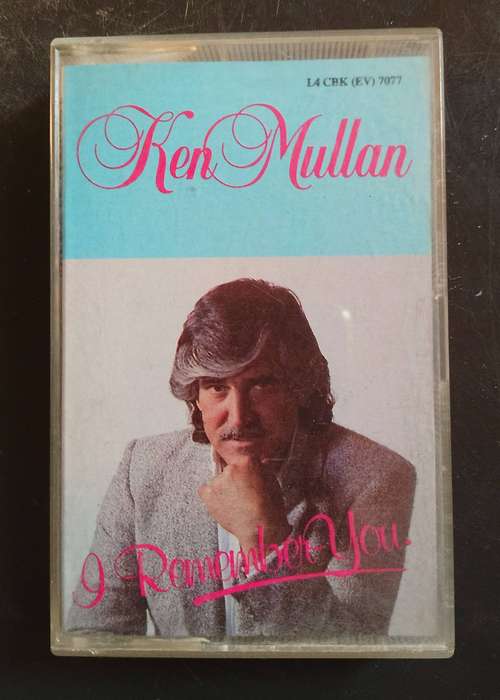 L4 CBK (EV) 7077
Ken Mullan
I Remember You.